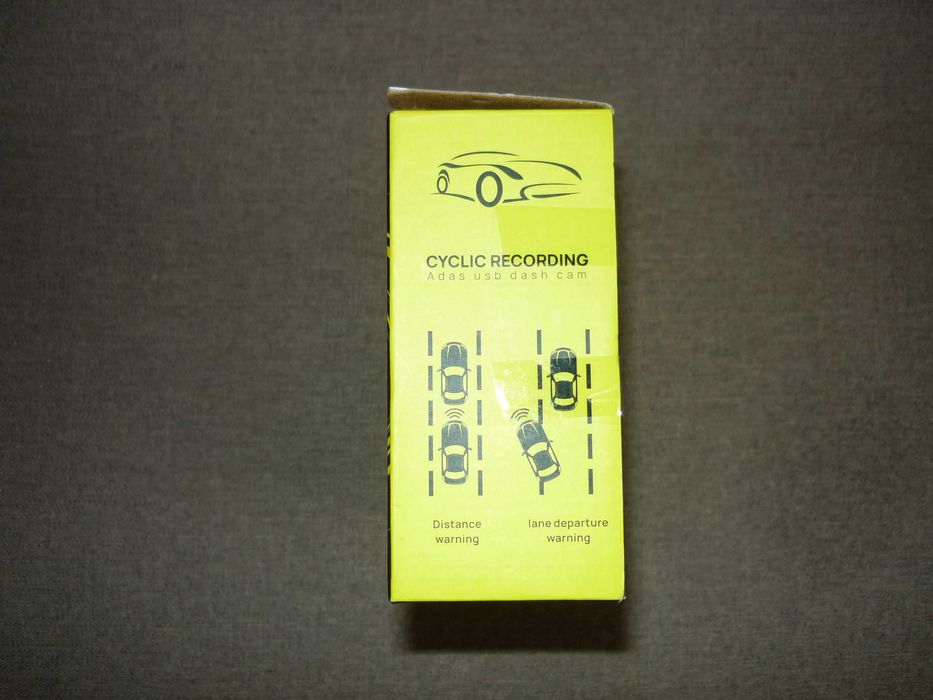 CYCLIC RECORDING
Adas usb dash cam
Distance
warning
lane departure
warning